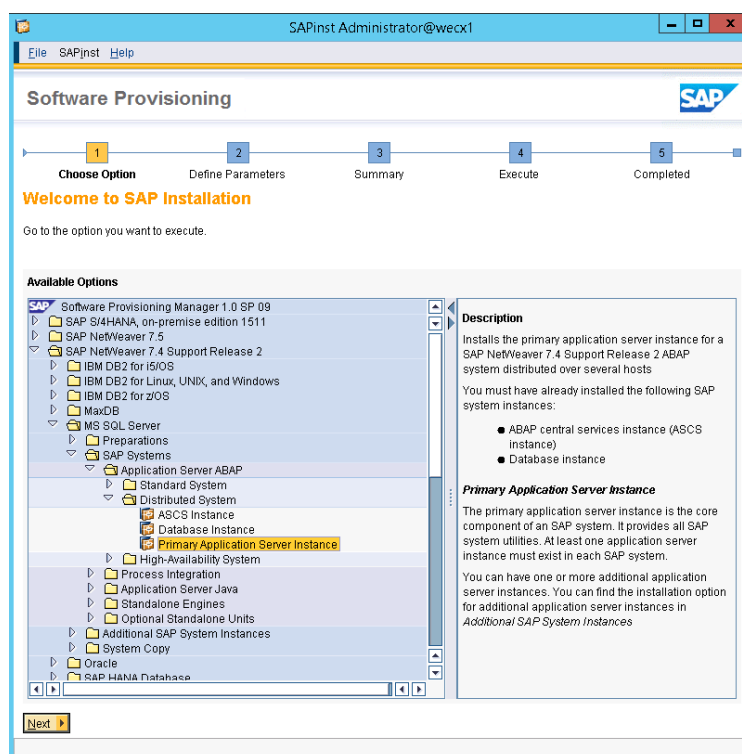 SAPinst Administrator@wecx1
File SAPinst Help
Software Provisioning
SAP
1 2 3 4 5
Choose Option Define Parameters Summary Execute Completed
Welcome to SAP Installation
Go to the option you want to execute.
Available Options
SAP Software Provisioning Manager 1.0 SP 09
SAP S/4HANA, on-premise edition 1511
SAP NetWeaver 7.5
SAP NetWeaver 7.4 Support Release 2
IBM DB2 for i5/OS
IBM DB2 for Linux, UNIX, and Windows
IBM DB2 for z/OS
MaxDB
MS SQL Server
Preparations
SAP Systems
Application Server ABAP
Standard System
Distributed System
ASCS Instance
Database Instance
Primary Application Server Instance
High-Availability System
Process Integration
Application Server Java
Standalone Engines
Optional Standalone Units
Additional SAP System Instances
System Copy
Oracle
SAP HANA Database
Description
Installs the primary application server instance for a
SAP NetWeaver 7.4 Support Release 2 ABAP
system distributed over several hosts
You must have already installed the following SAP
system instances:
ABAP central services instance (ASCS
instance)
Database instance
Primary Application Server Instance
The primary application server instance is the core
component of an SAP system. It provides all SAP
system utilities. At least one application server
instance must exist in each SAP system.
You can have one or more additional application
server instances. You can find the installation option
for additional application server instances in
Additional SAP System Instances
Next